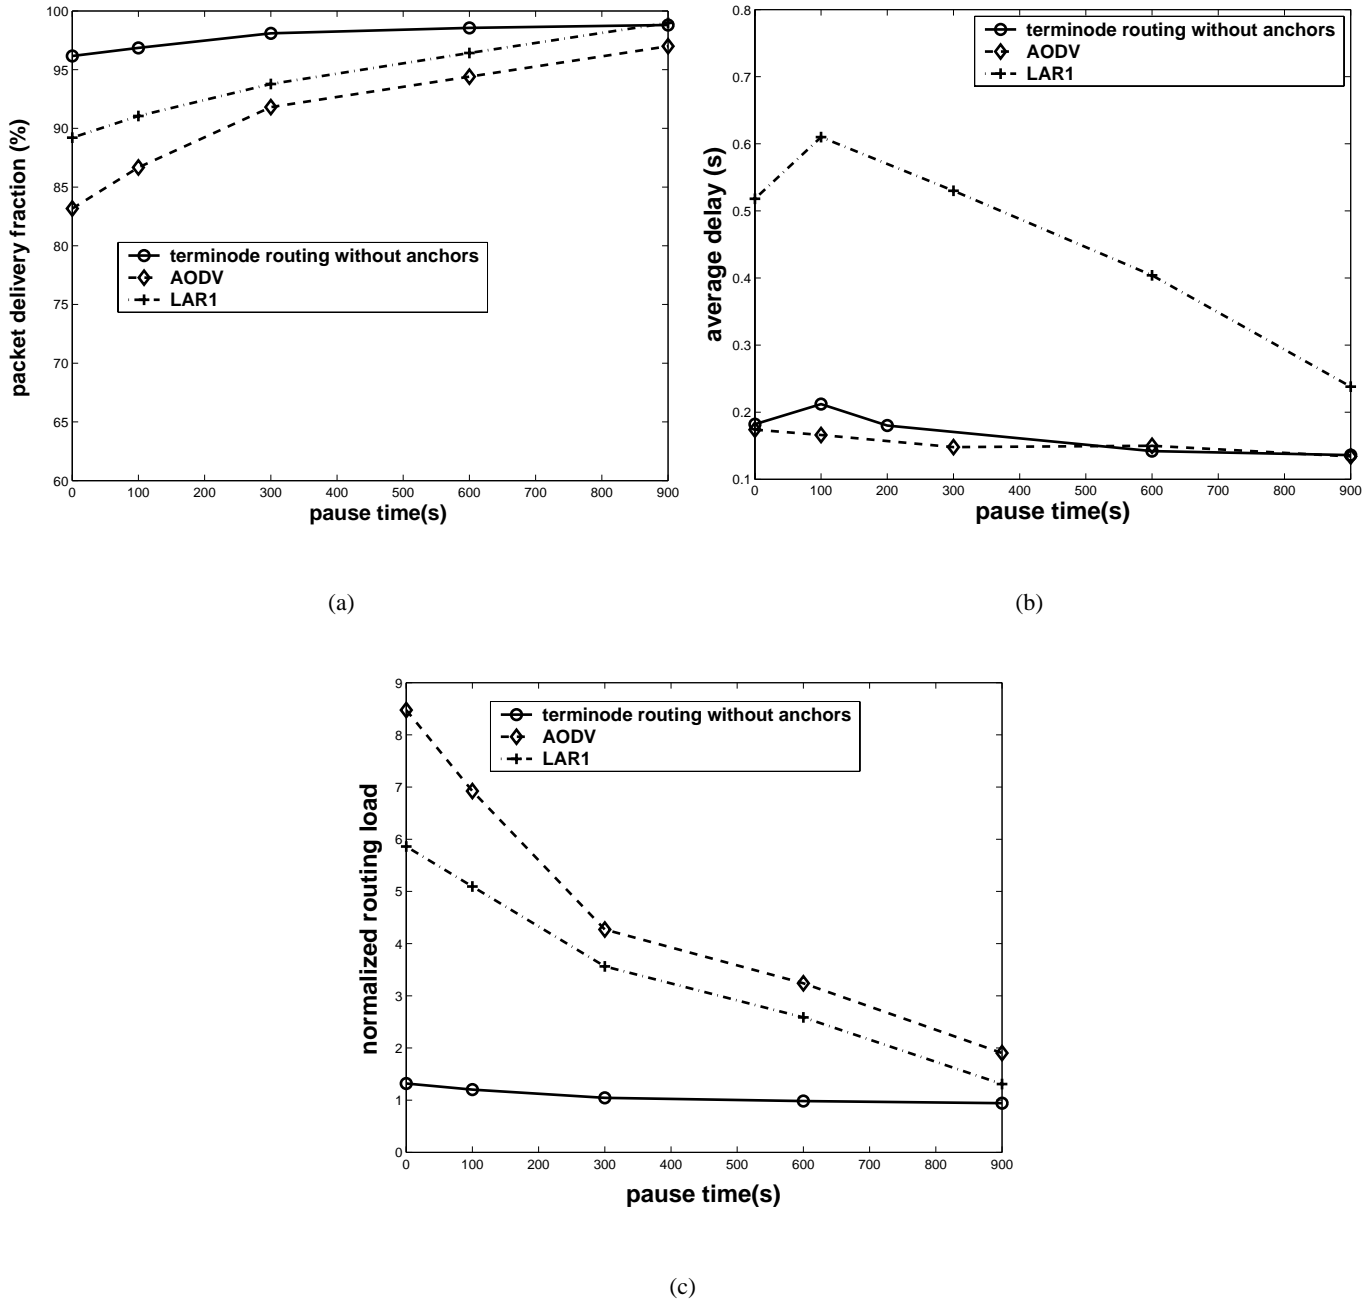 100
95
90
85
80
75
70
65
60
0 100 200 300 400 500 600 700 800 900
packet delivery fraction (%)
pause time(s)
terminode routing without anchors
AODV
LAR1
(a)
0.8
0.7
0.6
0.5
0.4
0.3
0.2
0.1
0 100 200 300 400 500 600 700 800 900
average delay (s)
pause time(s)
terminode routing without anchors
AODV
LAR1
(b)
9
8
7
6
5
4
3
2
1
0
0 100 200 300 400 500 600 700 800 900
normalized routing load
pause time(s)
terminode routing without anchors
AODV
LAR1
(c)